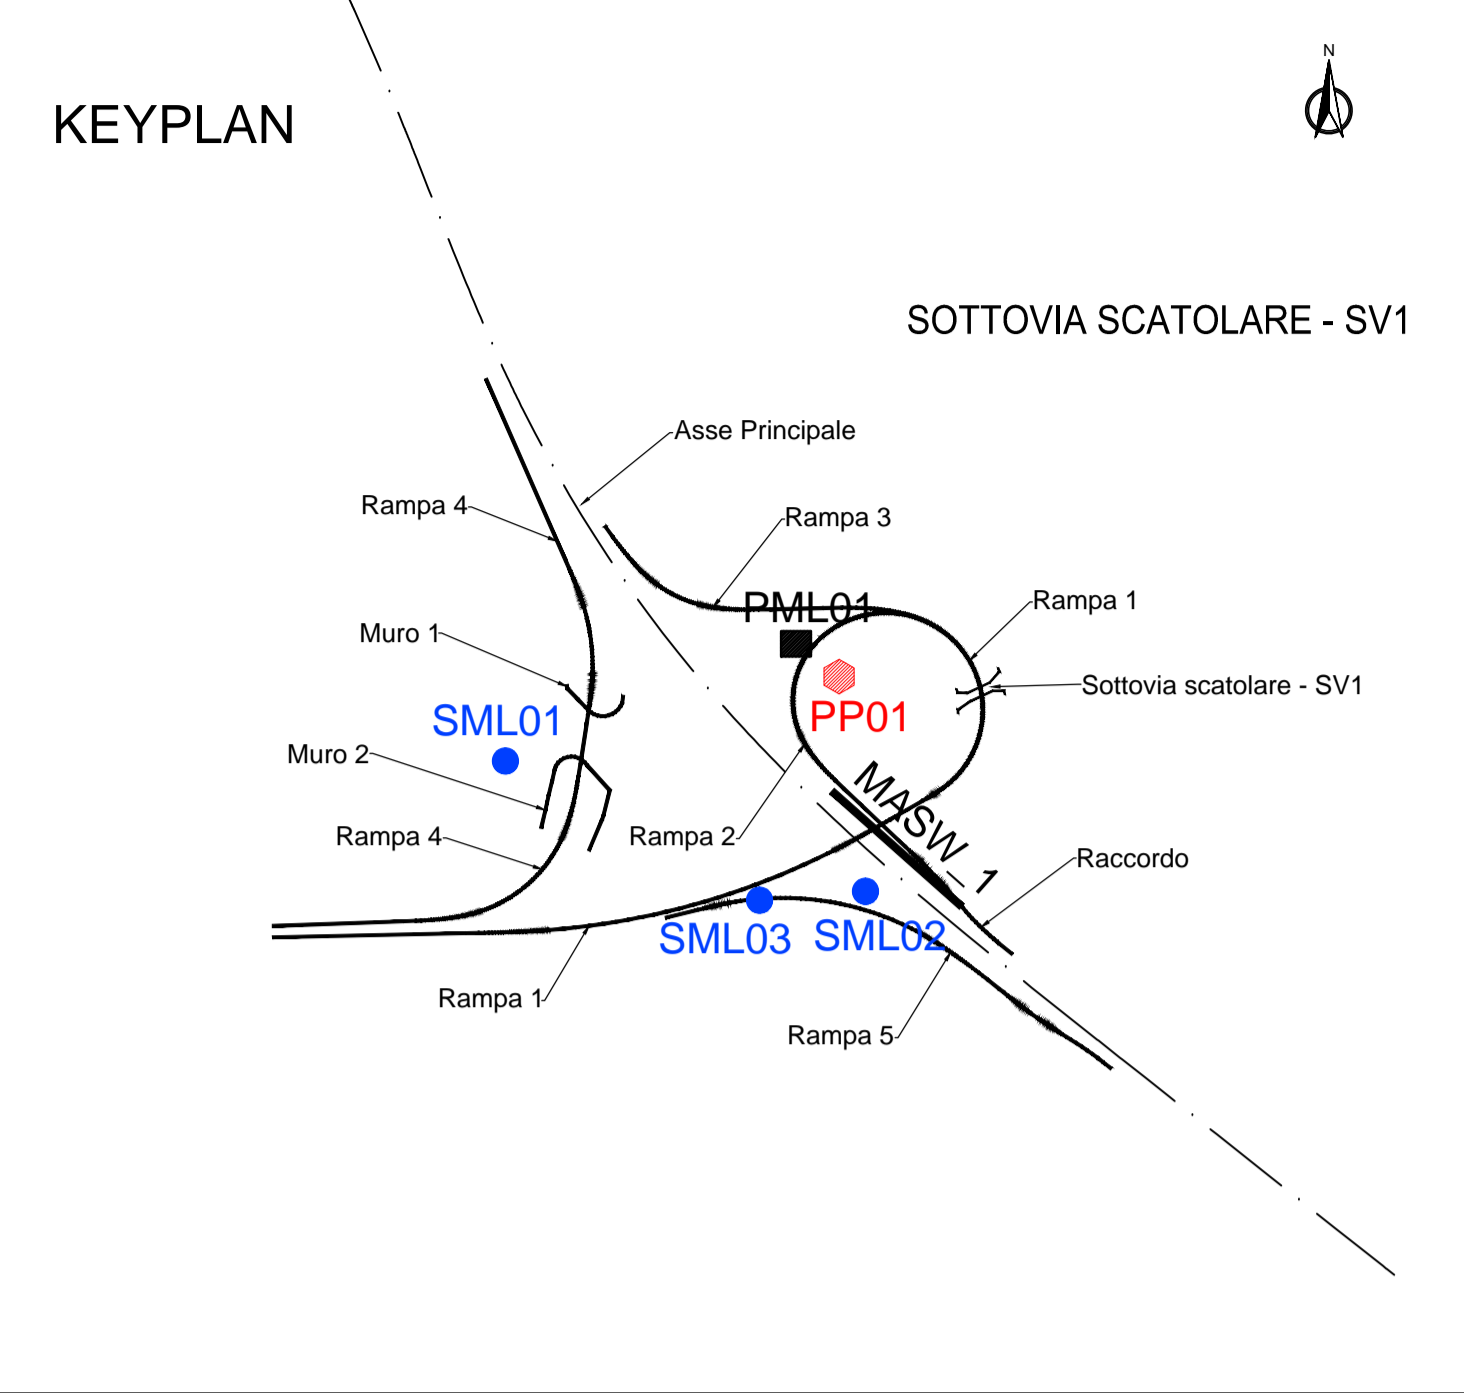 N
KEYPLAN
SOTTOVIA SCATOLARE - SV1
Asse Principale
Rampa 4
Rampa 3
PML01
Rampa 1
Muro 1
Sottovia scatolare - SV1
SML01
PP01
Muro 2
MASW_1
Rampa 4
Rampa 2
Raccordo
SML03
SML02
Rampa 1
Rampa 5